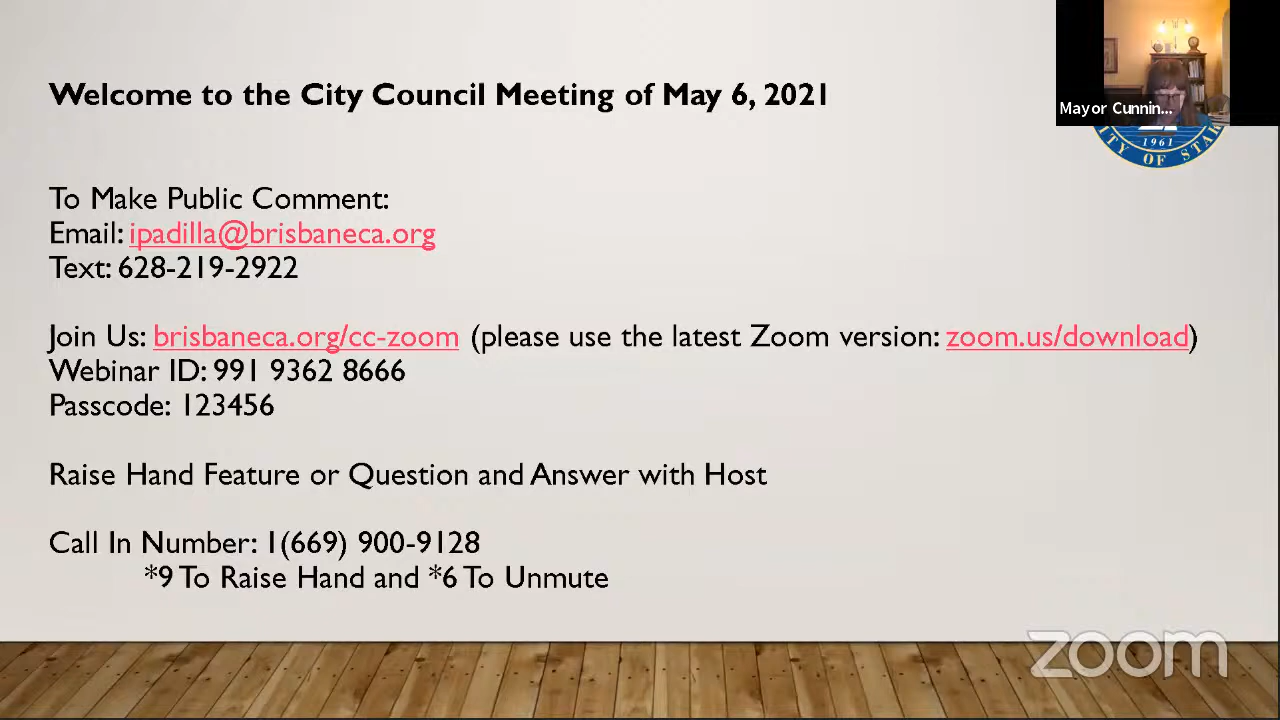 Welcome to the City Council Meeting of May 6, 2021
Mayor Cunnin...
1961
CITY OF STAR
To Make Public Comment:
Email: ipadilla@brisbaneca.org
Text: 628-219-2922
Join Us: brisbaneca.org/cc-zoom (please use the latest Zoom version: zoom.us/download)
Webinar ID: 991 9362 8666
Passcode: 123456
Raise Hand Feature or Question and Answer with Host
Call In Number: 1(669) 900-9128
*9 To Raise Hand and *6 To Unmute
zoom